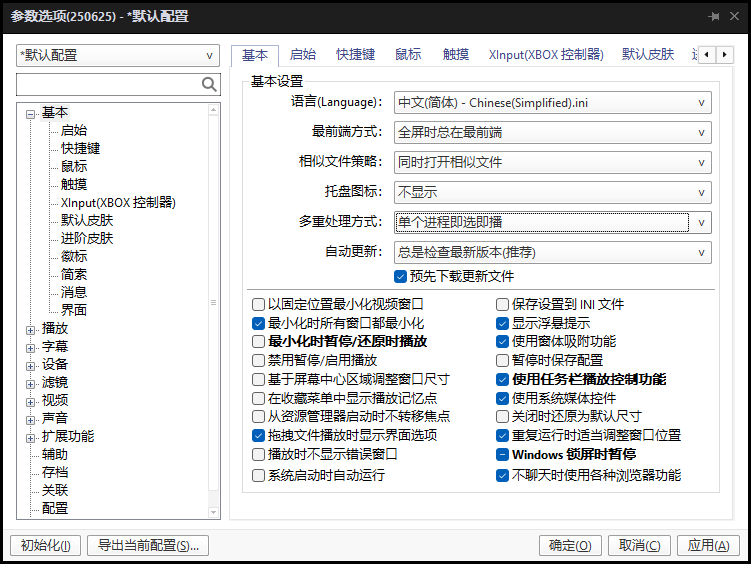 参数选项(250625) - *默认配置
*默认配置
基本
启始
快捷键
鼠标
触摸
XInput(XBOX 控制器)
默认皮肤
进阶皮肤
徽标
简索
消息
界面
播放
字幕
设备
滤镜
视频
声音
扩展功能
辅助
存档
关联
配置
基本 启始 快捷键 鼠标 触摸 XInput(XBOX 控制器) 默认皮肤
基本设置
语言(Language): 中文(简体) - Chinese(Simplified).ini
最前端方式: 全屏时总在最前端
相似文件策略: 同时打开相似文件
托盘图标: 不显示
多重处理方式: 单个进程即选即播
自动更新: 总是检查最新版本(推荐)
预先下载更新文件
以固定位置最小化视频窗口
最小化时所有窗口都最小化
最小化时暂停/还原时播放
禁用暂停/启用播放
基于屏幕中心区域调整窗口尺寸
在收藏菜单中显示播放记忆点
从资源管理器启动时不转移焦点
拖拽文件播放时显示界面选项
播放时不显示错误窗口
系统启动时自动运行
保存设置到 INI 文件
显示浮悬提示
使用窗体吸附功能
暂停时保存配置
使用任务栏播放控制功能
使用系统媒体控件
关闭时还原为默认尺寸
重复运行时适当调整窗口位置
Windows 锁屏时暂停
不聊天时使用各种浏览器功能
初始化(I) 导出当前配置(S)... 确定(O) 取消(C) 应用(A)